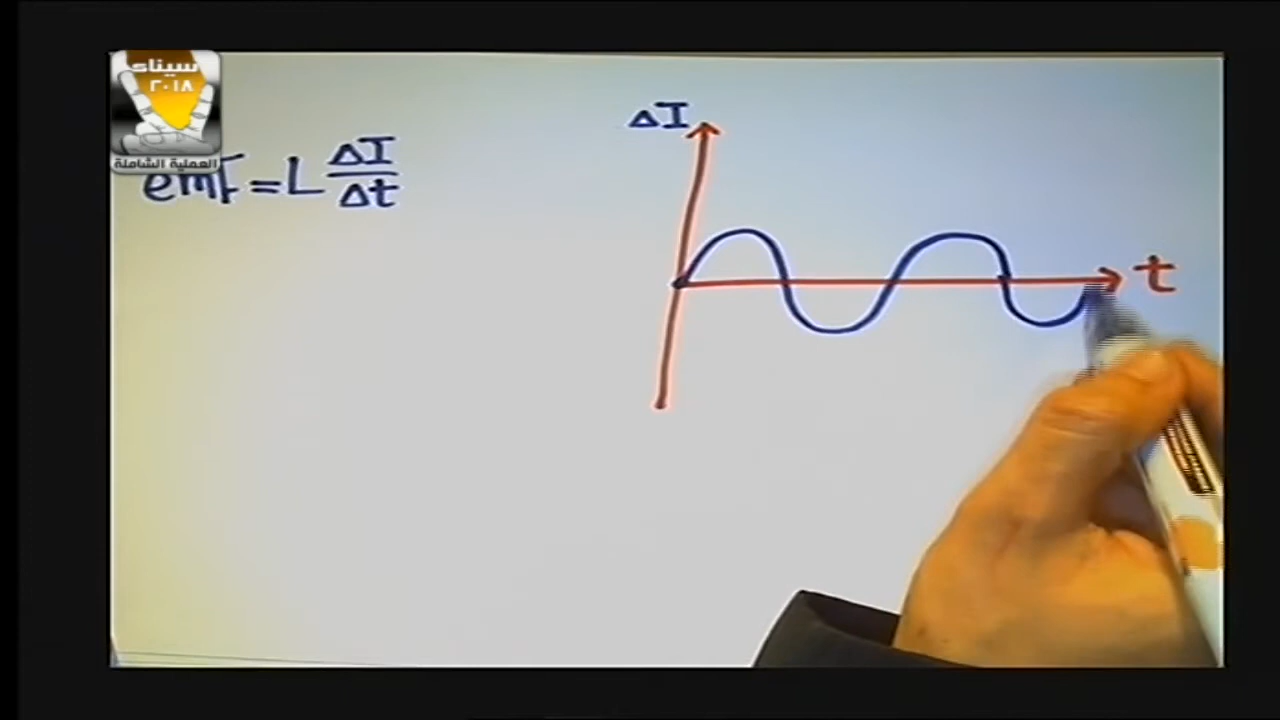 سيناء
٢٠١٨
العملية الشاملة
emf = L ΔI/Δt
ΔI
t